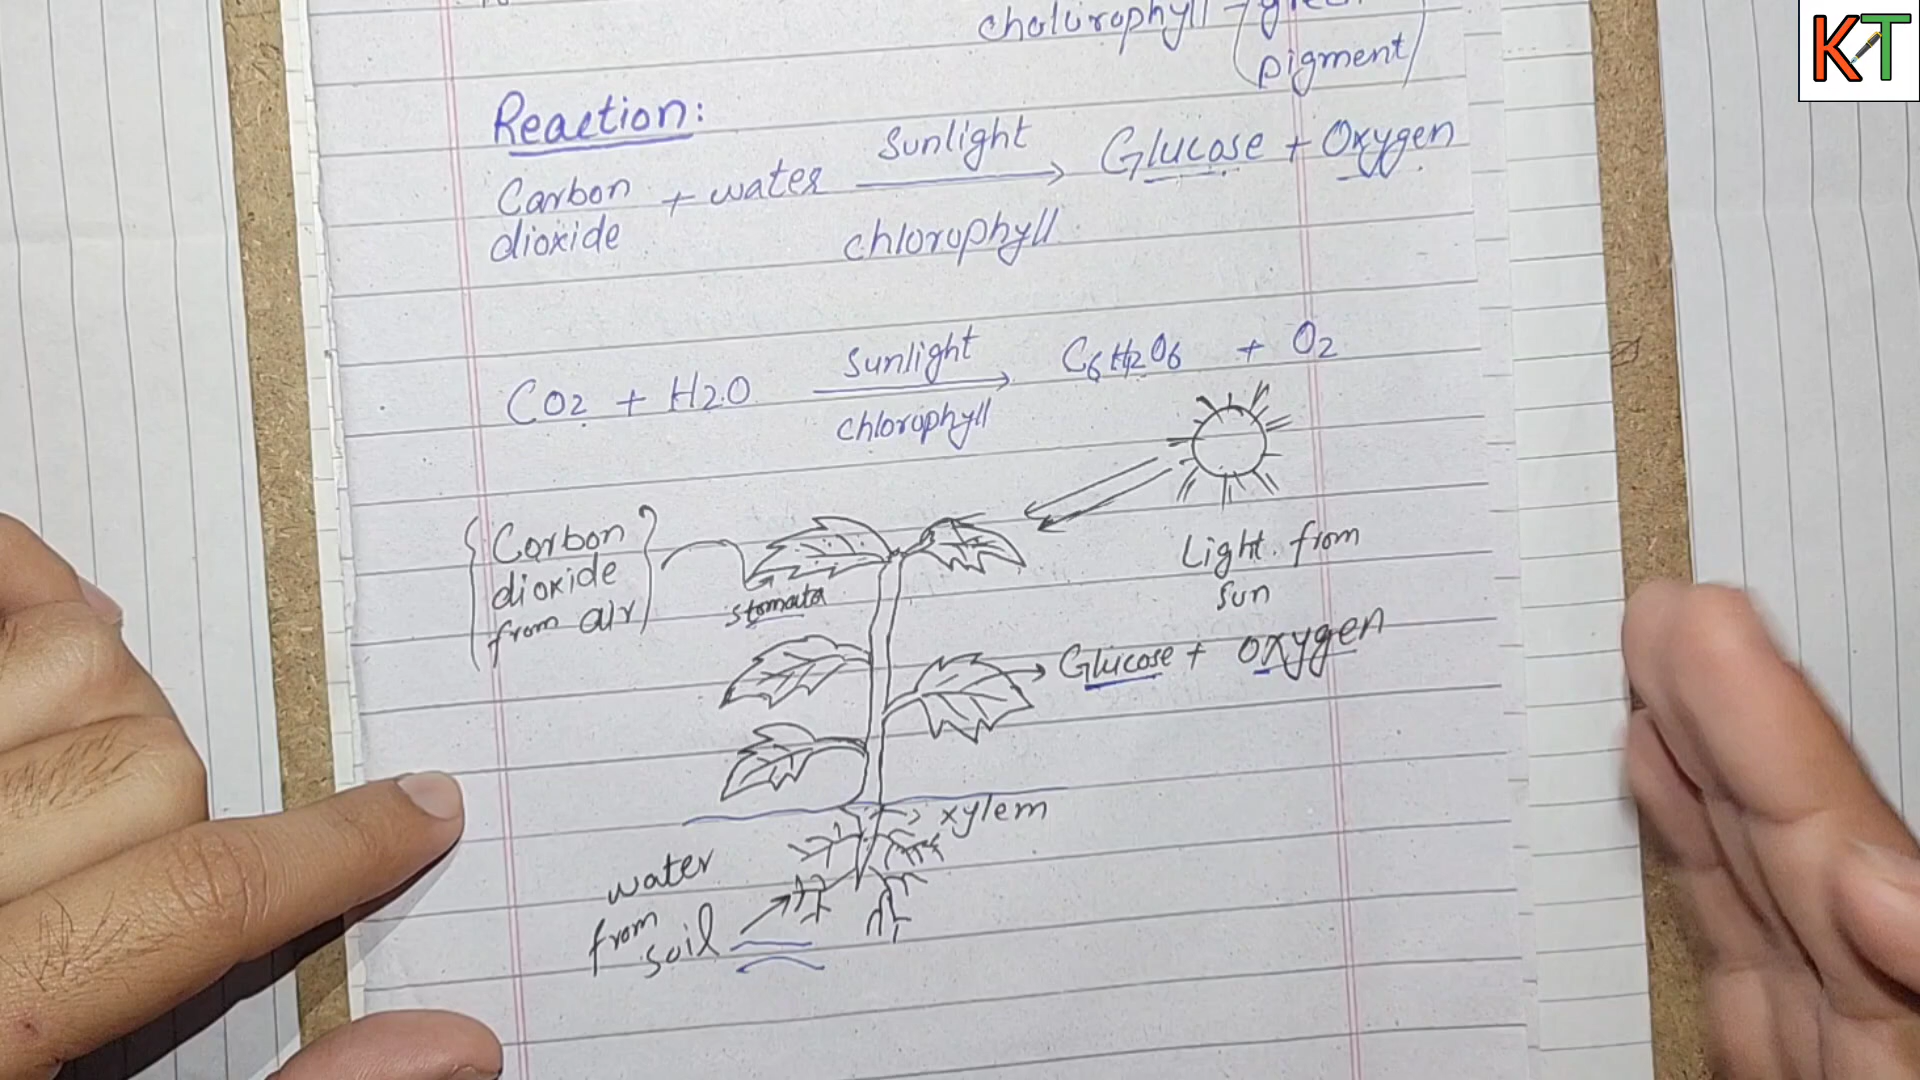 KT
cholurophyll
pigment)
Reaction:
Carbon dioxide + water Sunlight chlorophyll Glucose + Oxygen
CO2 + H2O Sunlight chlorophyll C6H12O6 + O2
Carbon
dioxide
from air
stomata
Light from
sun
Glucose + oxygen
xylem
water
from
soil